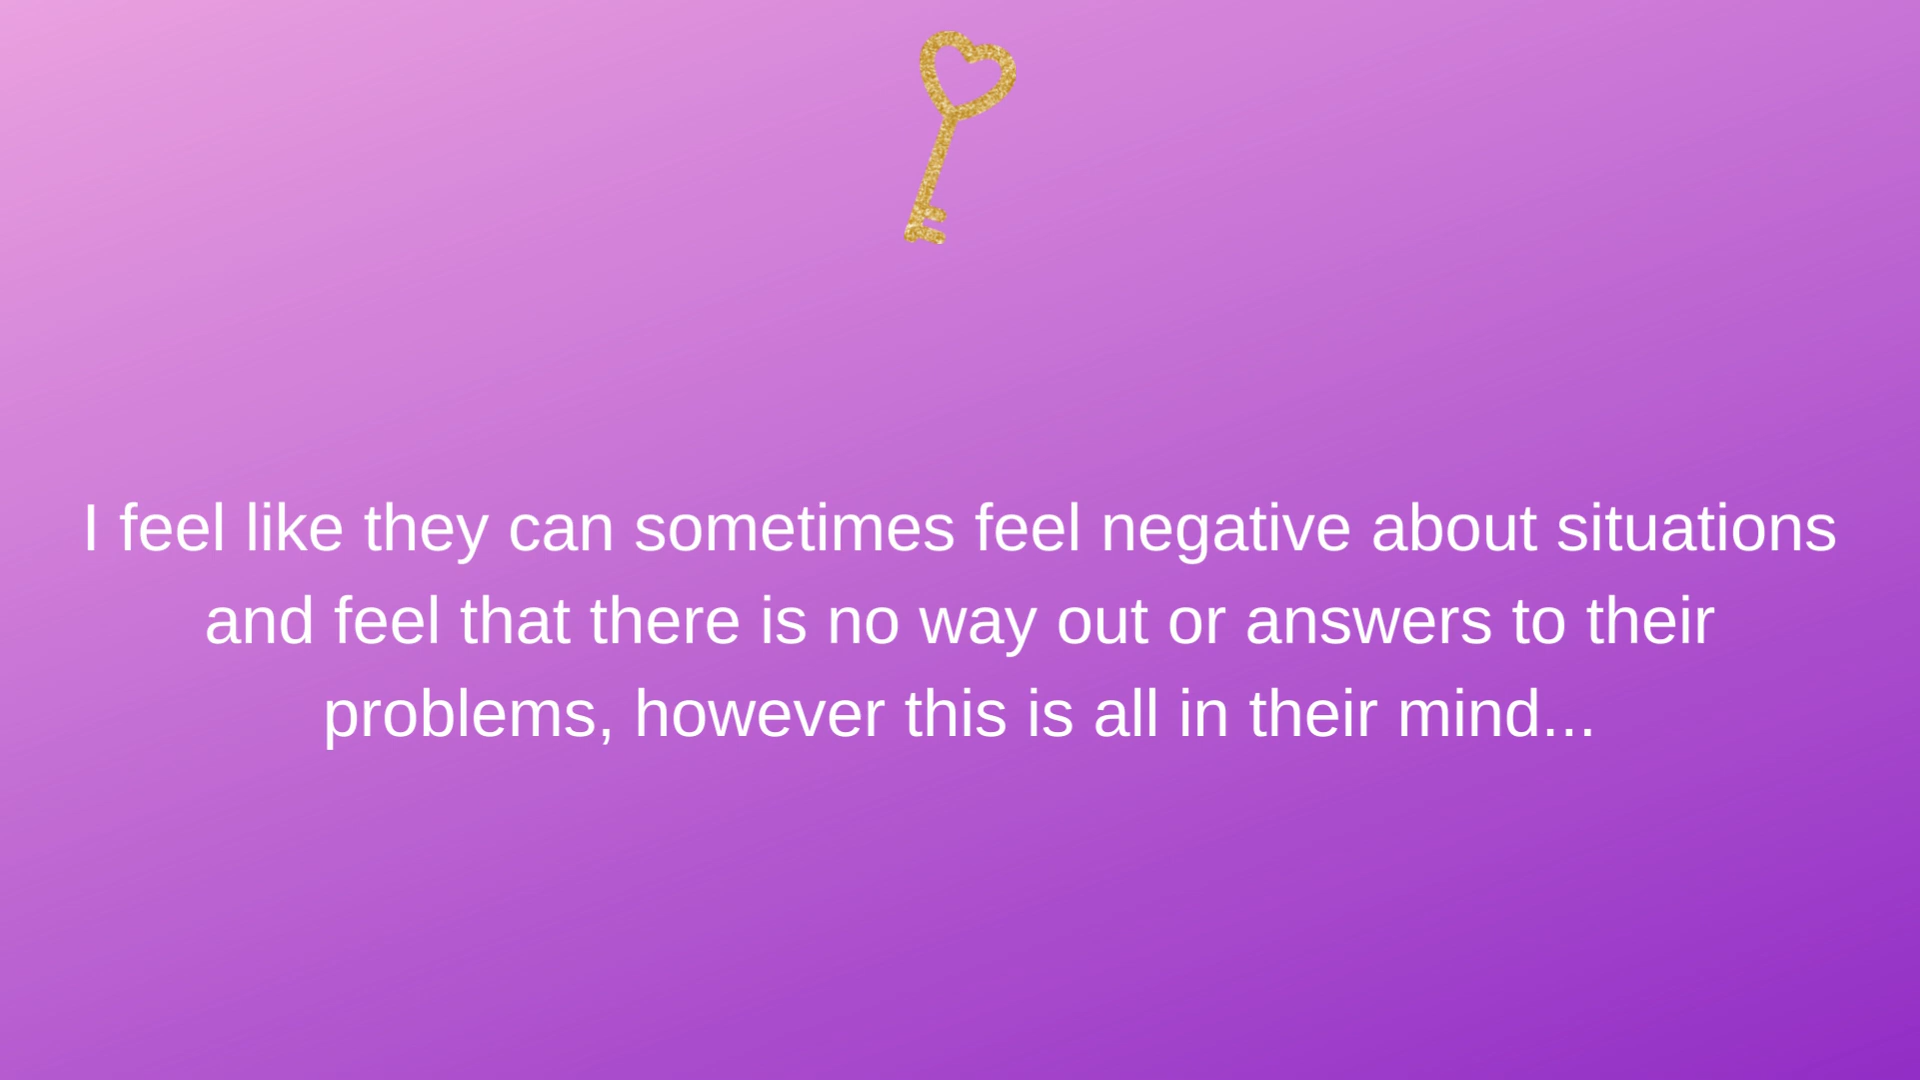 I feel like they can sometimes feel negative about situations
and feel that there is no way out or answers to their
problems, however this is all in their mind...